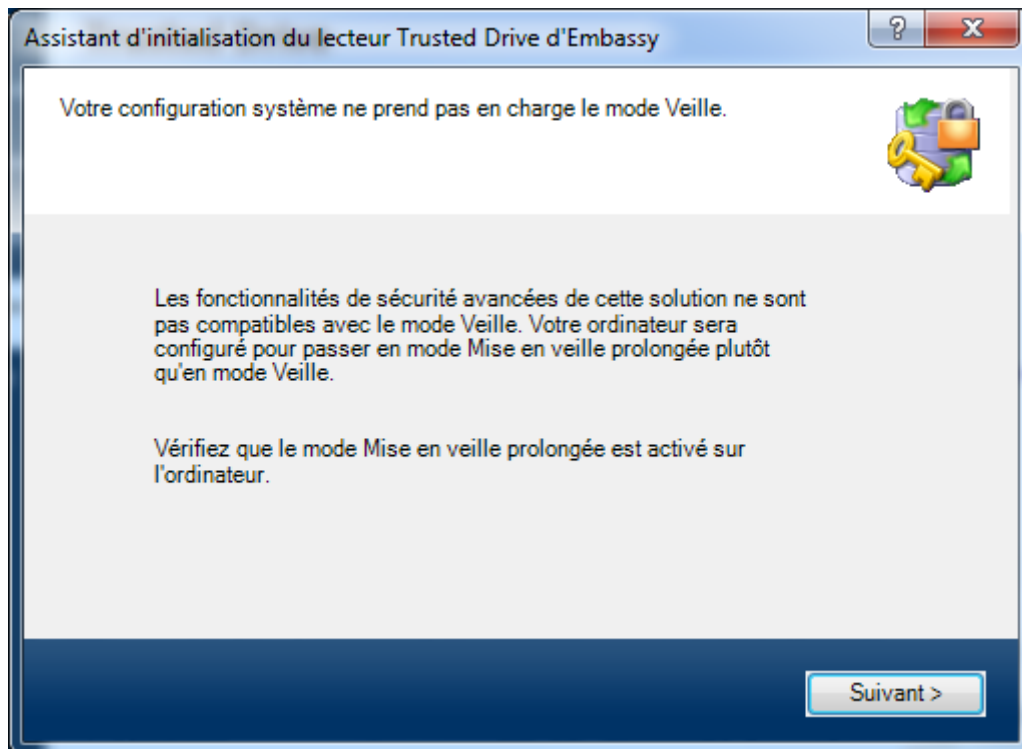 Assistant d'initialisation du lecteur Trusted Drive d'Embassy
Votre configuration système ne prend pas en charge le mode Veille.
Les fonctionnalités de sécurité avancées de cette solution ne sont
pas compatibles avec le mode Veille. Votre ordinateur sera
configuré pour passer en mode Mise en veille prolongée plutôt
qu'en mode Veille.
Vérifiez que le mode Mise en veille prolongée est activé sur
l'ordinateur.
Suivant >